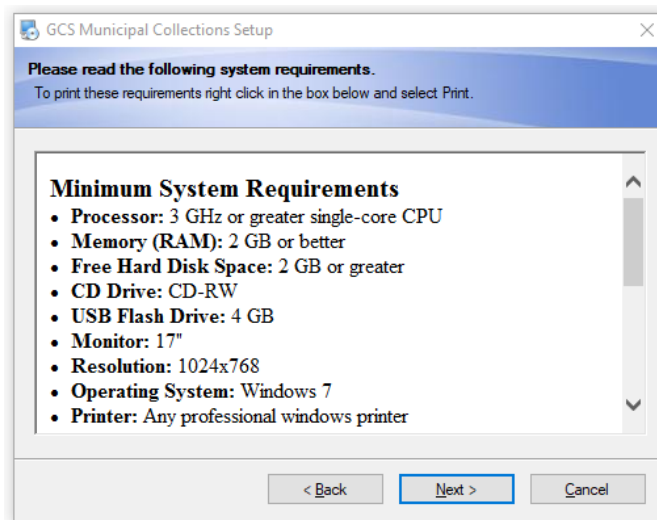 GCS Municipal Collections Setup
Please read the following system requirements.
To print these requirements right click in the box below and select Print.
Minimum System Requirements
• Processor: 3 GHz or greater single-core CPU
• Memory (RAM): 2 GB or better
• Free Hard Disk Space: 2 GB or greater
• CD Drive: CD-RW
• USB Flash Drive: 4 GB
• Monitor: 17"
• Resolution: 1024x768
• Operating System: Windows 7
• Printer: Any professional windows printer
< Back Next > Cancel